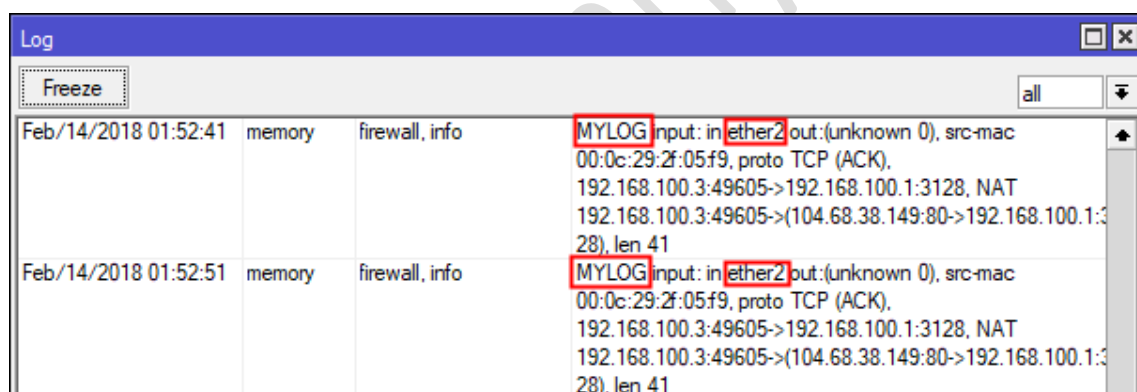 Log
Freeze
all
Feb/14/2018 01:52:41 memory firewall, info MYLOG input: in ether2 out:(unknown 0), src-mac
00:0c:29:2f:05:f9, proto TCP (ACK),
192.168.100.3:49605->192.168.100.1:3128, NAT
192.168.100.3:49605->(104.68.38.149:80->192.168.100.1:3
28), len 41
Feb/14/2018 01:52:51 memory firewall, info MYLOG input: in ether2 out:(unknown 0), src-mac
00:0c:29:2f:05:f9, proto TCP (ACK),
192.168.100.3:49605->192.168.100.1:3128, NAT
192.168.100.3:49605->(104.68.38.149:80->192.168.100.1:3
28), len 41